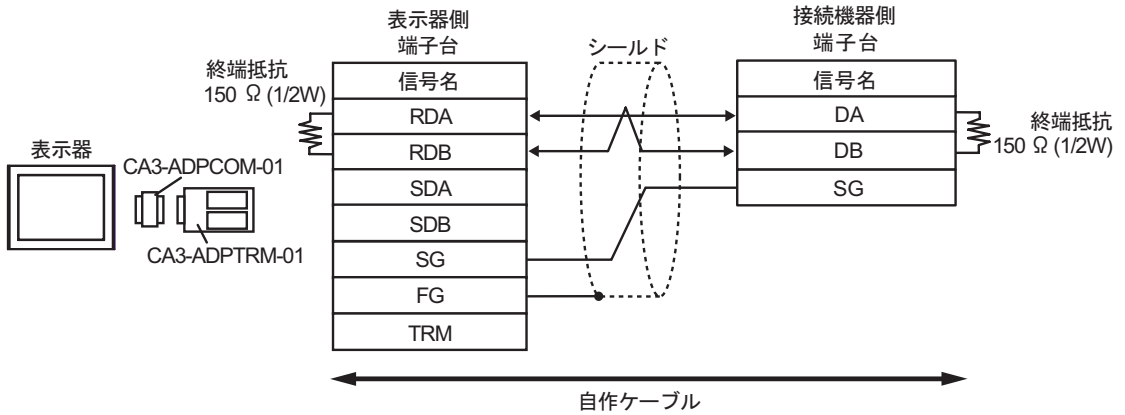 表示器側
端子台
接続機器側
端子台
シールド
終端抵抗
150 Ω (1/2W)
信号名
RDA
RDB
SDA
SDB
SG
FG
TRM
信号名
DA
DB
SG
終端抵抗
150 Ω (1/2W)
表示器
CA3-ADPCOM-01
CA3-ADPTRM-01
自作ケーブル